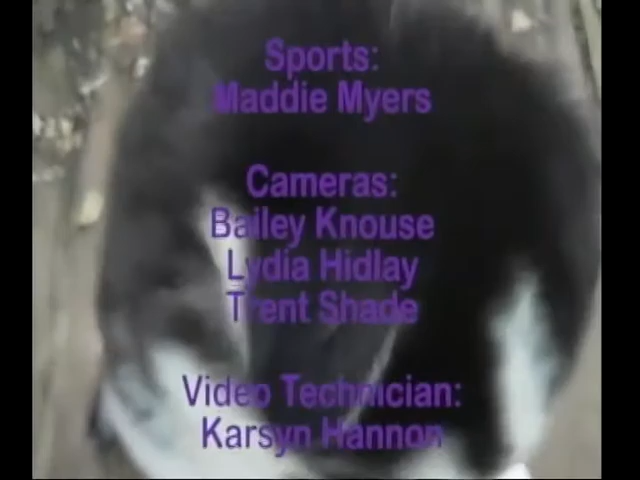 Sports:
Maddie Myers
Cameras:
Bailey Knouse
Lydia Hidlay
Trent Shade
Video Technician:
Karsyn Hannon